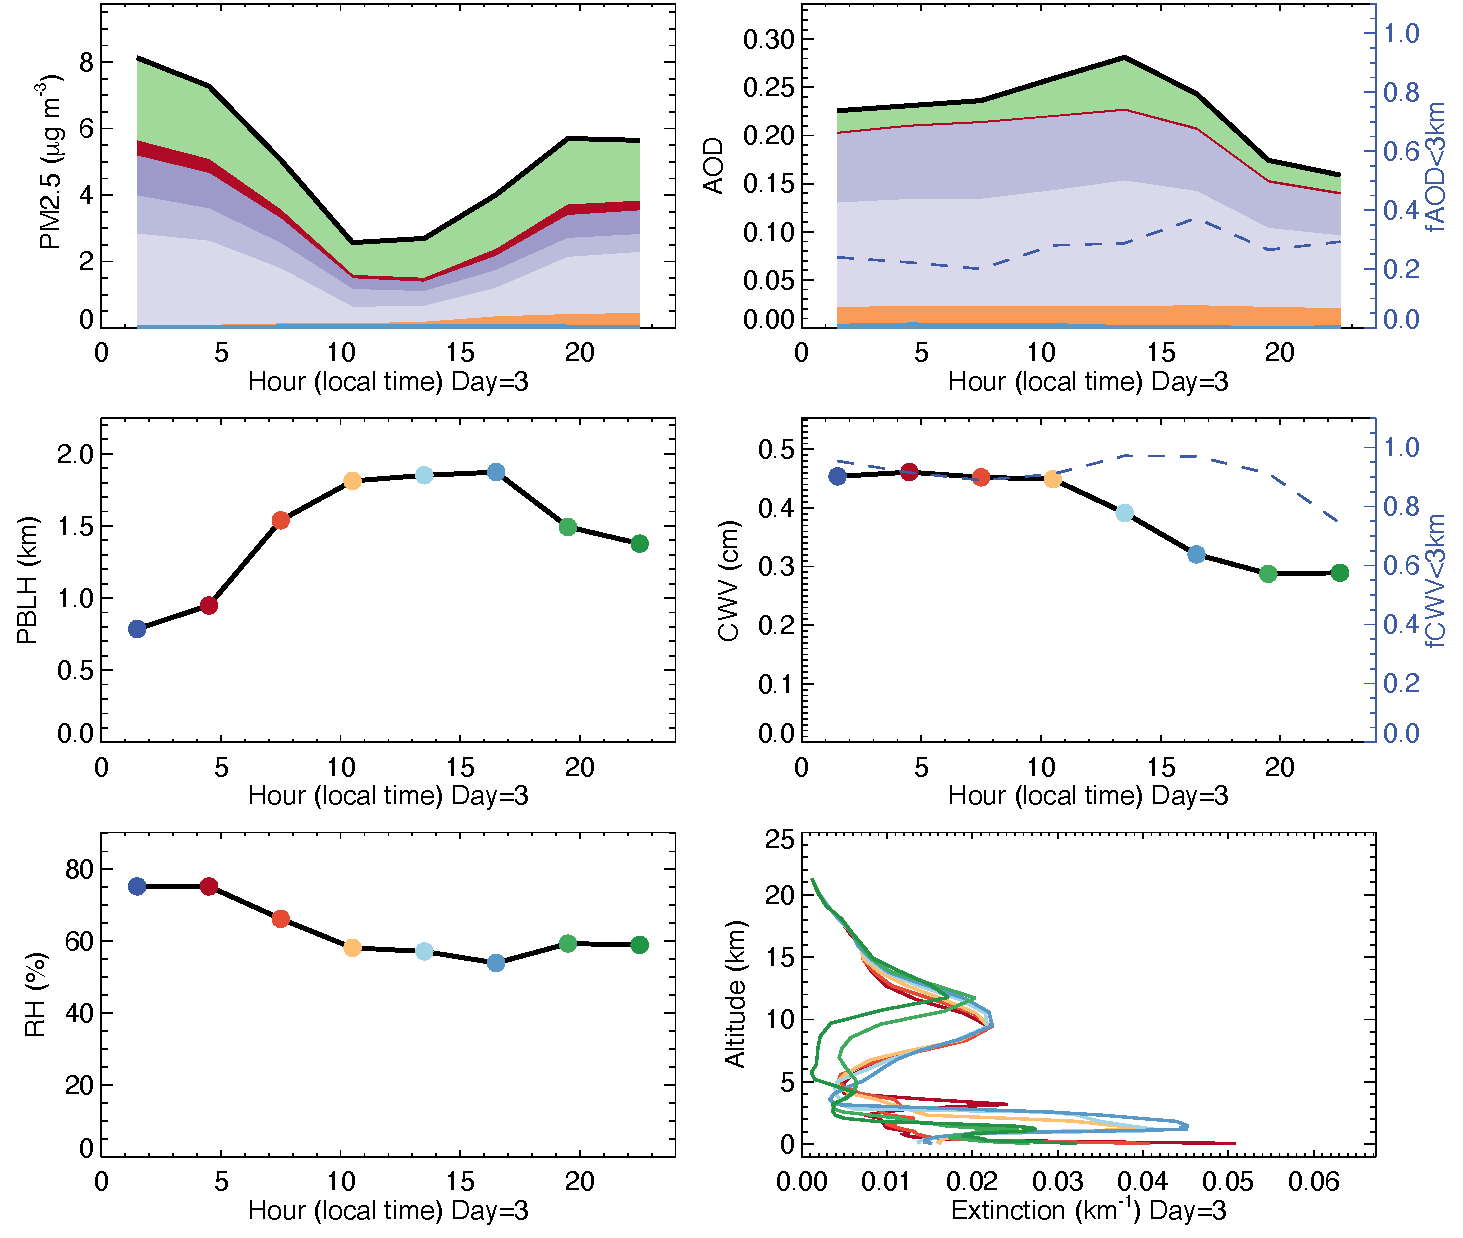 PM2.5 (μg m-3)
8
6
4
2
0
0 5 10 15 20
Hour (local time) Day=3
AOD
0.30
0.25
0.20
0.15
0.10
0.05
0.00
1.0
0.8
0.6
0.4
0.2
0.0
fAOD<3km
0 5 10 15 20
Hour (local time) Day=3
PBLH (km)
2.0
1.5
1.0
0.5
0.0
0 5 10 15 20
Hour (local time) Day=3
CWV (cm)
0.5
0.4
0.3
0.2
0.1
0.0
1.0
0.8
0.6
0.4
0.2
0.0
fCWV<3km
0 5 10 15 20
Hour (local time) Day=3
RH (%)
80
60
40
20
0
0 5 10 15 20
Hour (local time) Day=3
Altitude (km)
25
20
15
10
5
0
0.00 0.01 0.02 0.03 0.04 0.05 0.06
Extinction (km-1) Day=3